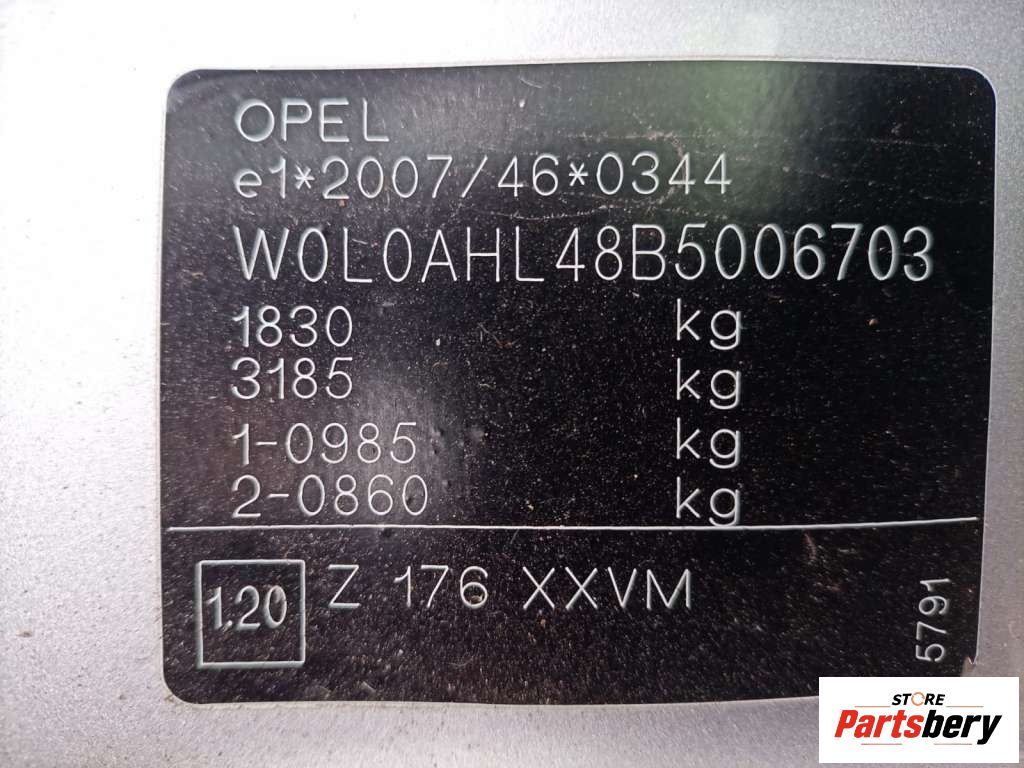 OPEL
e1*2007/46*0344
W0L0AHL48B5006703
1830 kg
3185 kg
1-0985 kg
2-0860 kg
1.20 Z 176 XXVM
5791
STORE
Partsbery